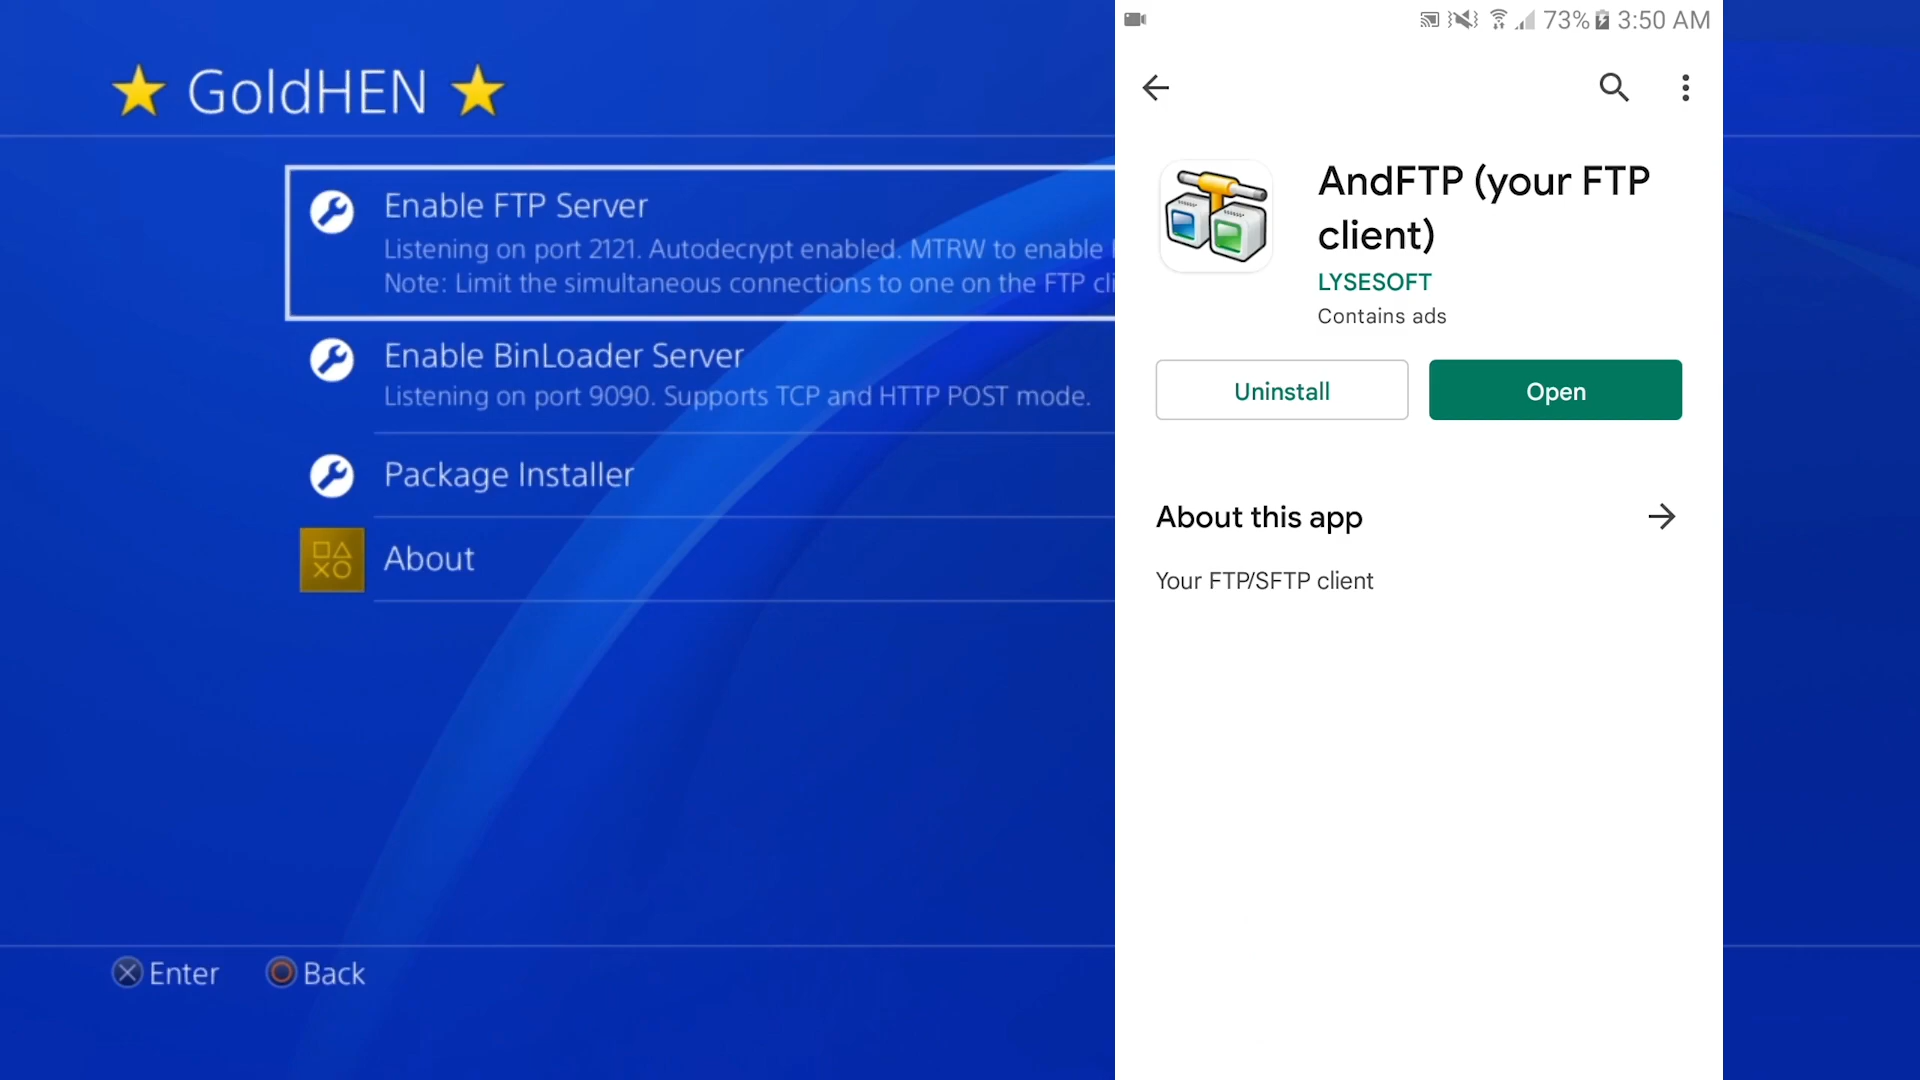 GoldHEN
Enable FTP Server
Listening on port 2121. Autodecrypt enabled. MTRW to enable
Note: Limit the simultaneous connections to one on the FTP
Enable BinLoader Server
Listening on port 9090. Supports TCP and HTTP POST mode.
Package Installer
About
Enter
Back
73% 3:50 AM
AndFTP (your FTP
client)
LYSESOFT
Contains ads
Uninstall
Open
About this app
Your FTP/SFTP client